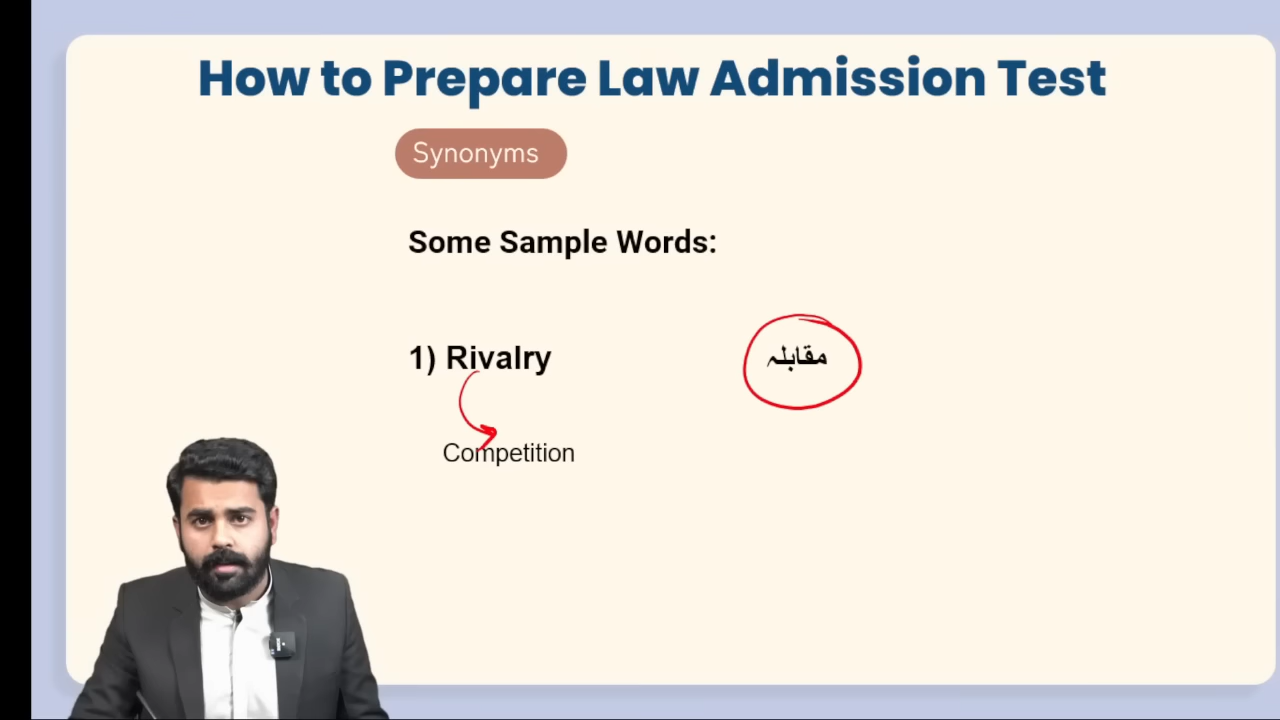 How to Prepare Law Admission Test
Synonyms
Some Sample Words:
1) Rivalry مقابلہ
Competition